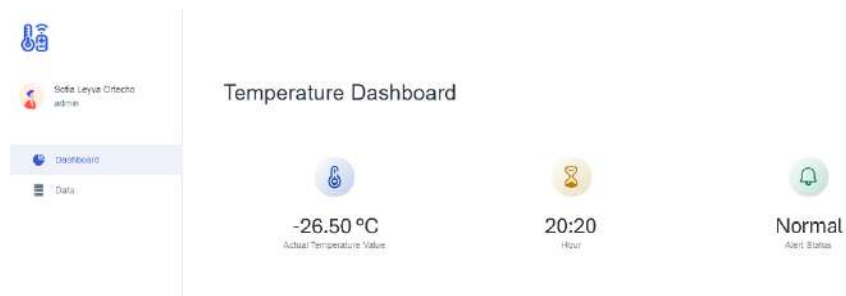 Sofia Leyva Ortecho
admin
Temperature Dashboard
Dashboard
Data
-26.50 ºC
Actual Temperature Value
20:20
Hour
Normal
Alert Status